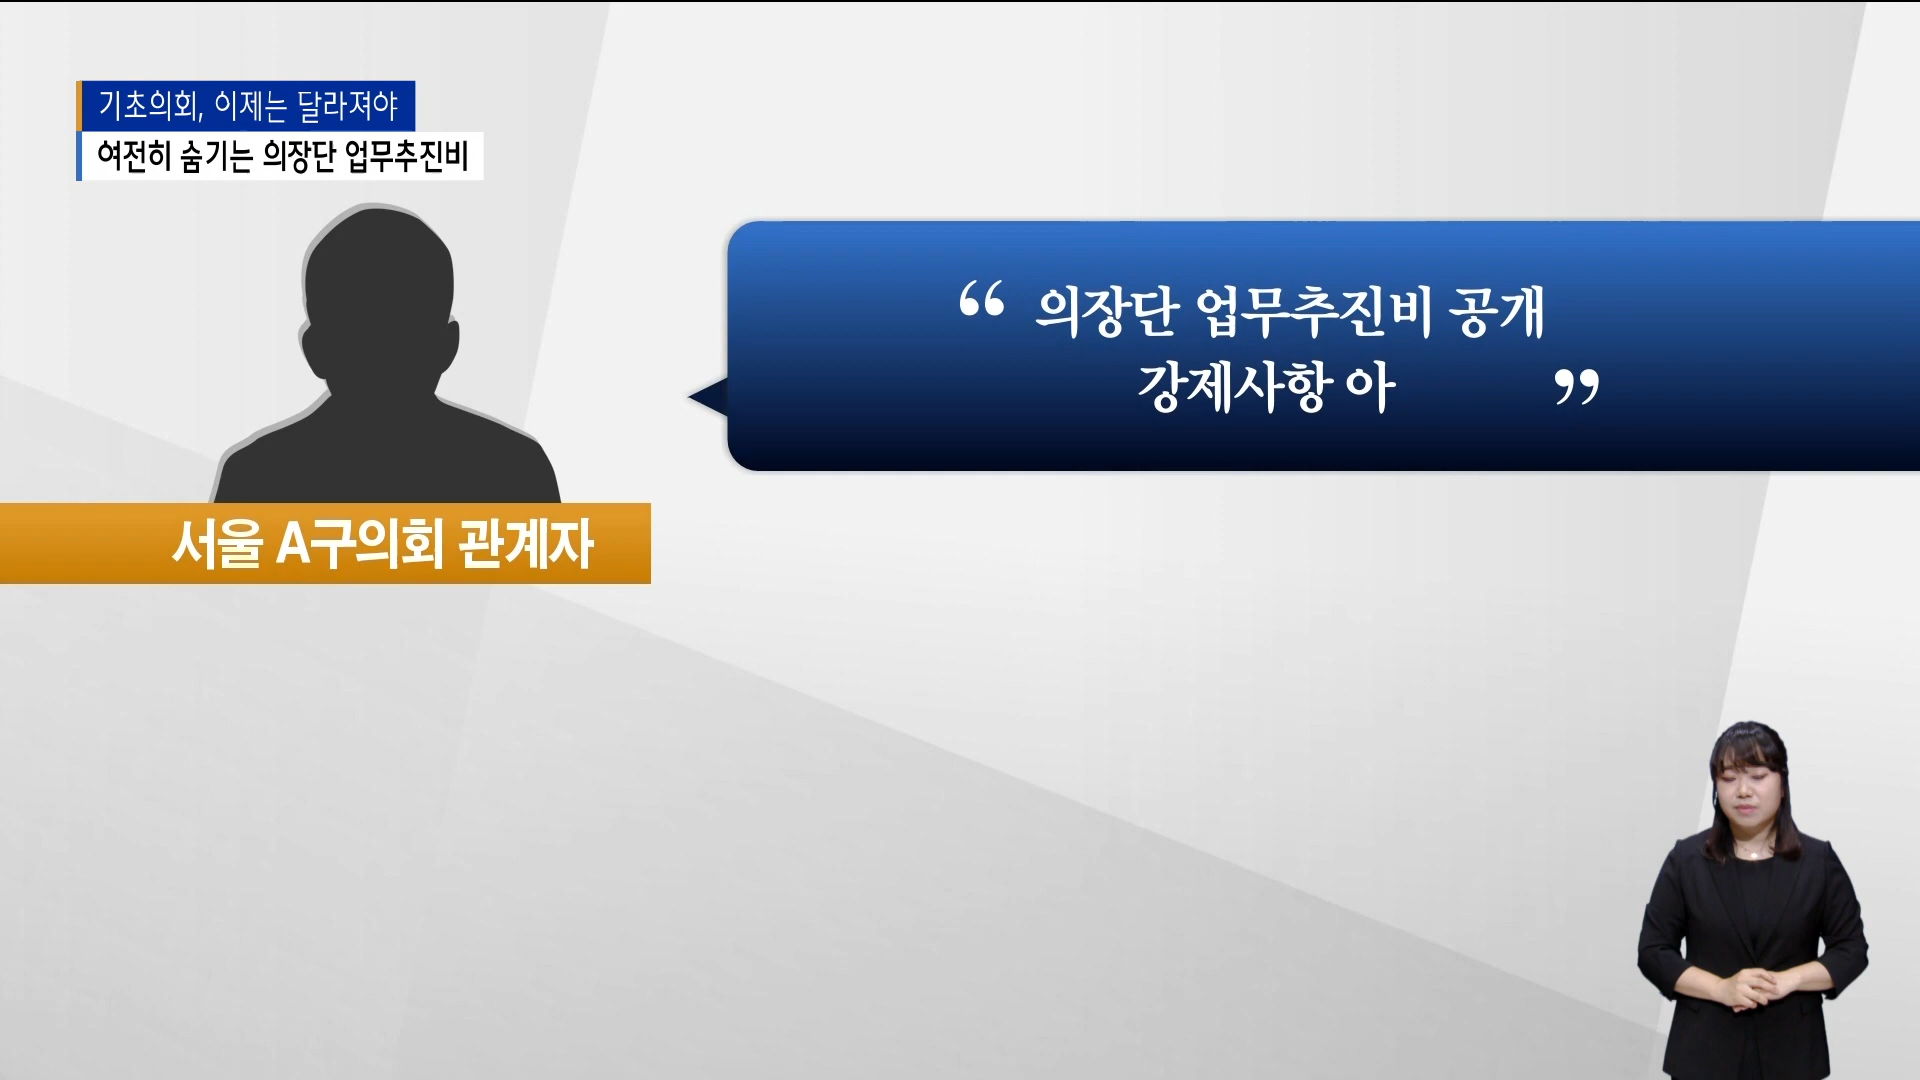 기초의회, 이제는 달라져야
여전히 숨기는 의장단 업무추진비
“ 의장단 업무추진비 공개
강제사항 아 ”
서울 A구의회 관계자